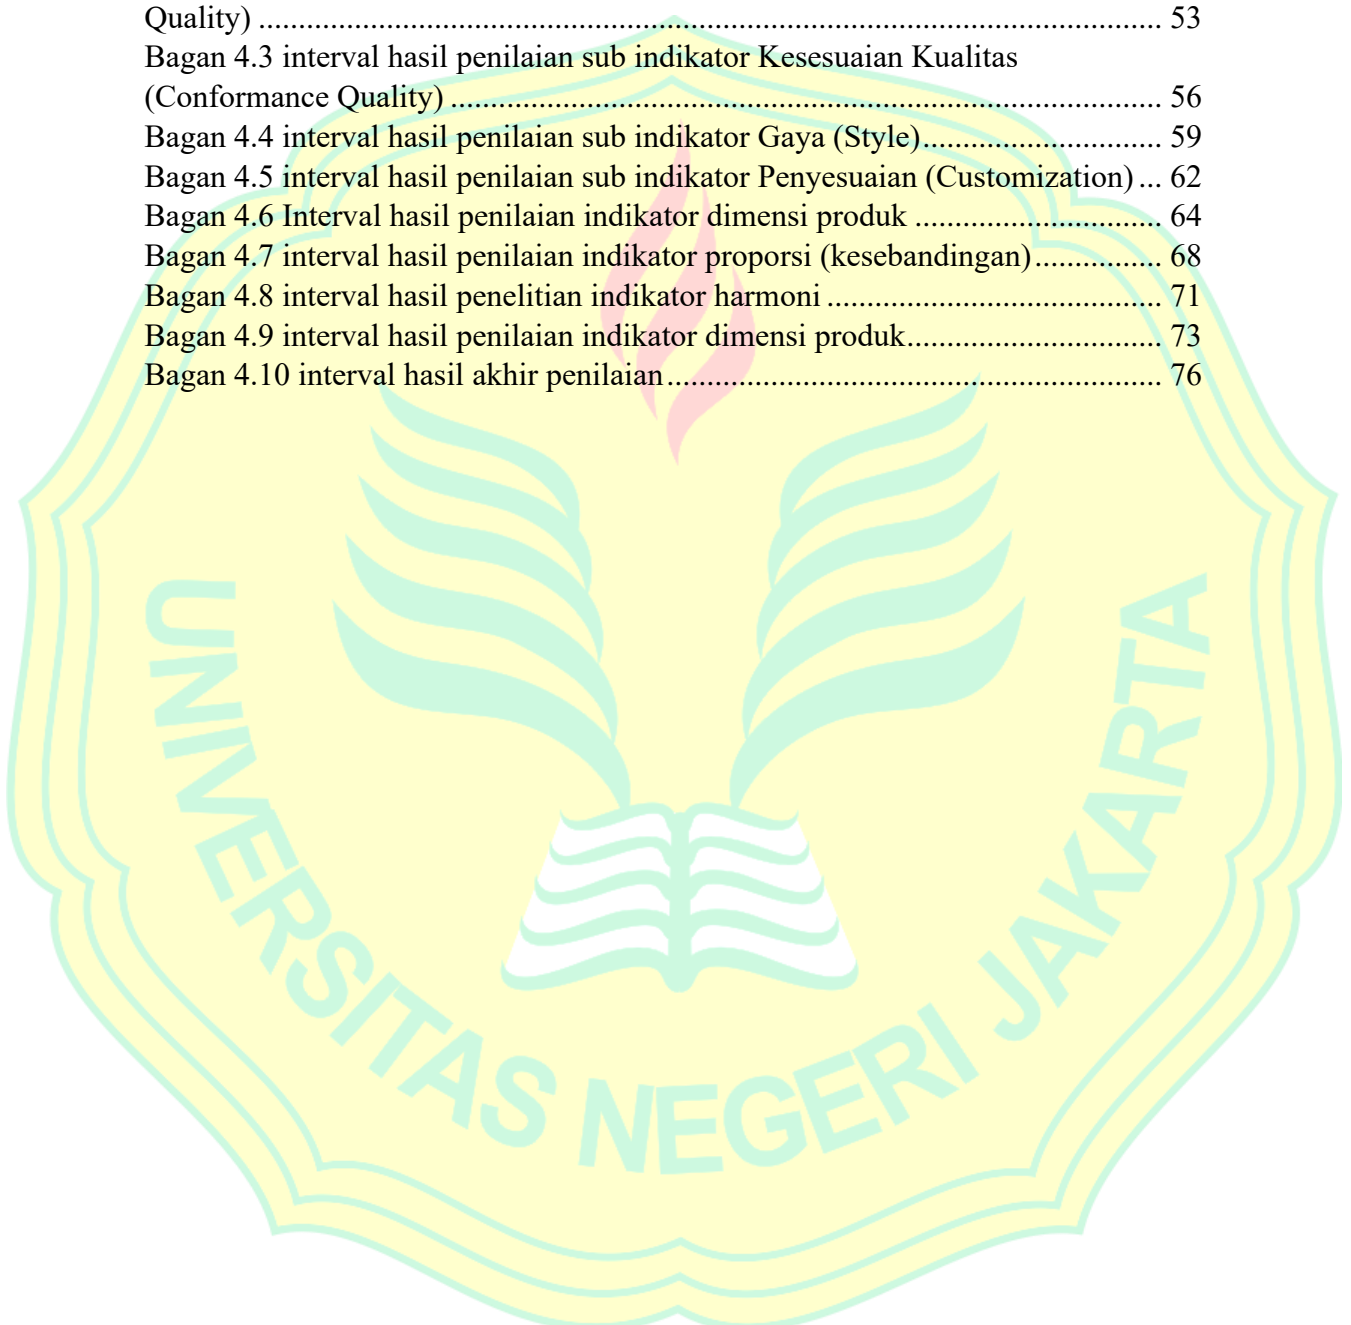 Quality) ................................................................................................................ 53
Bagan 4.3 interval hasil penilaian sub indikator Kesesuaian Kualitas
(Conformance Quality) ........................................................................................ 56
Bagan 4.4 interval hasil penilaian sub indikator Gaya (Style).............................. 59
Bagan 4.5 interval hasil penilaian sub indikator Penyesuaian (Customization) ... 62
Bagan 4.6 Interval hasil penilaian indikator dimensi produk ............................... 64
Bagan 4.7 interval hasil penilaian indikator proporsi (kesebandingan)................ 68
Bagan 4.8 interval hasil penelitian indikator harmoni .......................................... 71
Bagan 4.9 interval hasil penilaian indikator dimensi produk................................ 73
Bagan 4.10 interval hasil akhir penilaian.............................................................. 76
UNIVERSITAS NEGERI JAKARTA